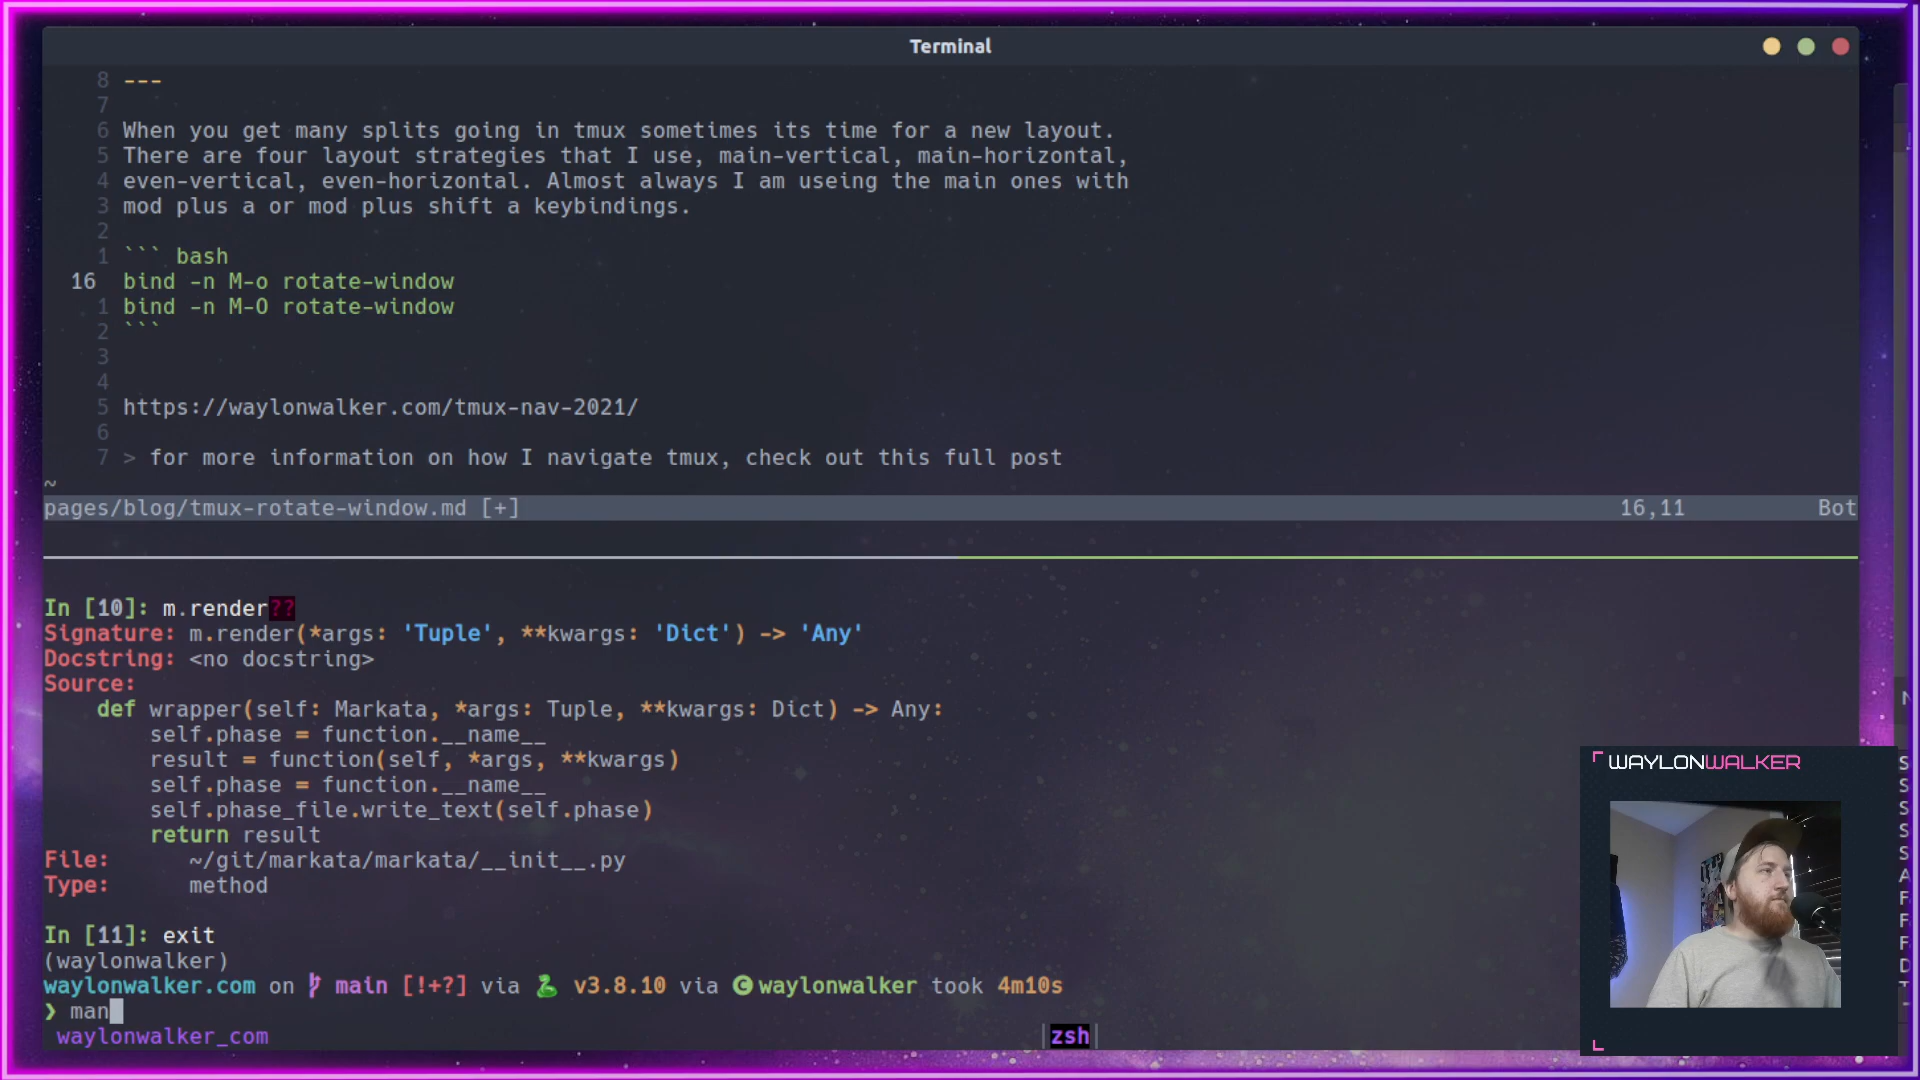 Terminal
8 ---
7
6 When you get many splits going in tmux sometimes its time for a new layout.
5 There are four layout strategies that I use, main-vertical, main-horizontal,
4 even-vertical, even-horizontal. Almost always I am useing the main ones with
3 mod plus a or mod plus shift a keybindings.
2
1 ``` bash
16 bind -n M-o rotate-window
1 bind -n M-O rotate-window
2 ```
3
4
5 https://waylonwalker.com/tmux-nav-2021/
6
7 > for more information on how I navigate tmux, check out this full post
~
pages/blog/tmux-rotate-window.md [+] 16,11 Bot
In [10]: m.render??
Signature: m.render(*args: 'Tuple', **kwargs: 'Dict') -> 'Any'
Docstring: <no docstring>
Source:
def wrapper(self: Markata, *args: Tuple, **kwargs: Dict) -> Any:
self.phase = function.__name__
result = function(self, *args, **kwargs)
self.phase = function.__name__
self.phase_file.write_text(self.phase)
return result
File: ~/git/markata/markata/__init__.py
Type: method
In [11]: exit
(waylonwalker)
waylonwalker.com on main [!+?] via v3.8.10 via waylonwalker took 4m10s
❯ man
waylonwalker_com |zsh|
WAYLONWALKER